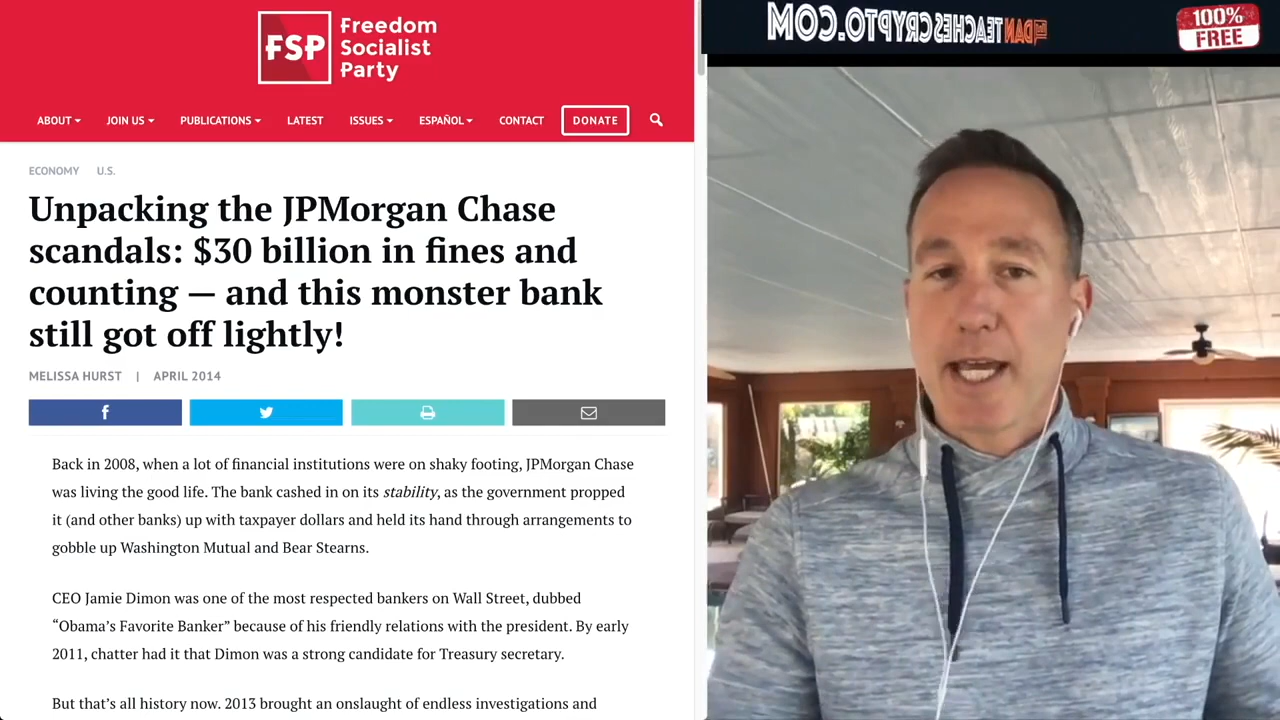 FSP
Freedom
Socialist
Party
ABOUT
JOIN US
PUBLICATIONS
LATEST
ISSUES
ESPAÑOL
CONTACT
DONATE
ECONOMY U.S.
Unpacking the JPMorgan Chase
scandals: $30 billion in fines and
counting — and this monster bank
still got off lightly!
MELISSA HURST | APRIL 2014
Back in 2008, when a lot of financial institutions were on shaky footing, JPMorgan Chase
was living the good life. The bank cashed in on its stability, as the government propped
it (and other banks) up with taxpayer dollars and held its hand through arrangements to
gobble up Washington Mutual and Bear Stearns.
CEO Jamie Dimon was one of the most respected bankers on Wall Street, dubbed
“Obama’s Favorite Banker” because of his friendly relations with the president. By early
2011, chatter had it that Dimon was a strong candidate for Treasury secretary.
But that’s all history now. 2013 brought an onslaught of endless investigations and
DANTEACHESCRYPTO.COM
100%
FREE